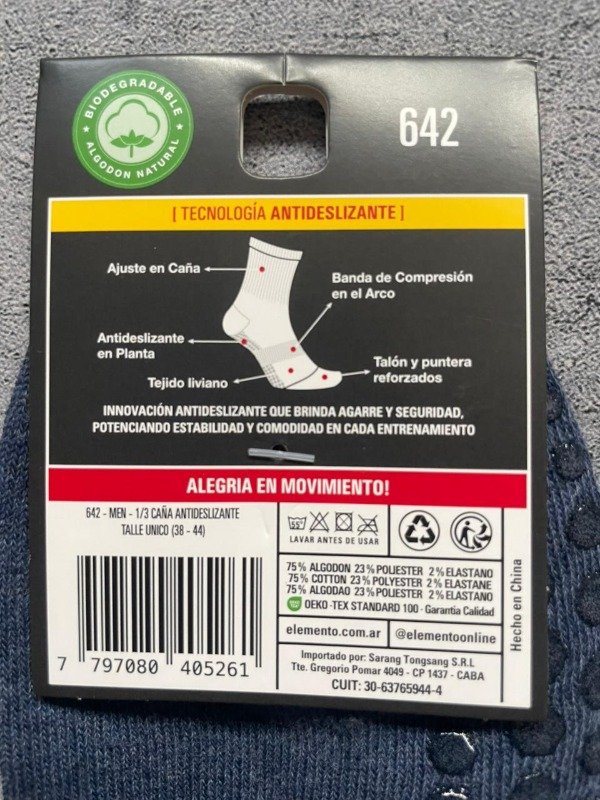 BIODEGRADABLE
ALGODON NATURAL
642
[ TECNOLOGÍA ANTIDESLIZANTE ]
Ajuste en Caña
Banda de Compresión
en el Arco
Antideslizante
en Planta
Talón y puntera
reforzados
Tejido liviano
INNOVACIÓN ANTIDESLIZANTE QUE BRINDA AGARRE Y SEGURIDAD,
POTENCIANDO ESTABILIDAD Y COMODIDAD EN CADA ENTRENAMIENTO
ALEGRIA EN MOVIMIENTO!
642 - MEN - 1/3 CAÑA ANTIDESLIZANTE
TALLE UNICO (38 - 44)
LAVAR ANTES DE USAR
75% ALGODON 23% POLIESTER 2% ELASTANO
75% COTTON 23% POLYESTER 2% ELASTANE
75% ALGODAO 23% POLIESTER 2% ELASTANO
OEKO-TEX STANDARD 100 - Garantia Calidad
elemento.com.ar
@elementoonline
Importado por: Sarang Tongsang S.R.L
Tte. Gregorio Pomar 4049 - CP 1437 - CABA
CUIT: 30-63765944-4
Hecho en China
7 797080 405261